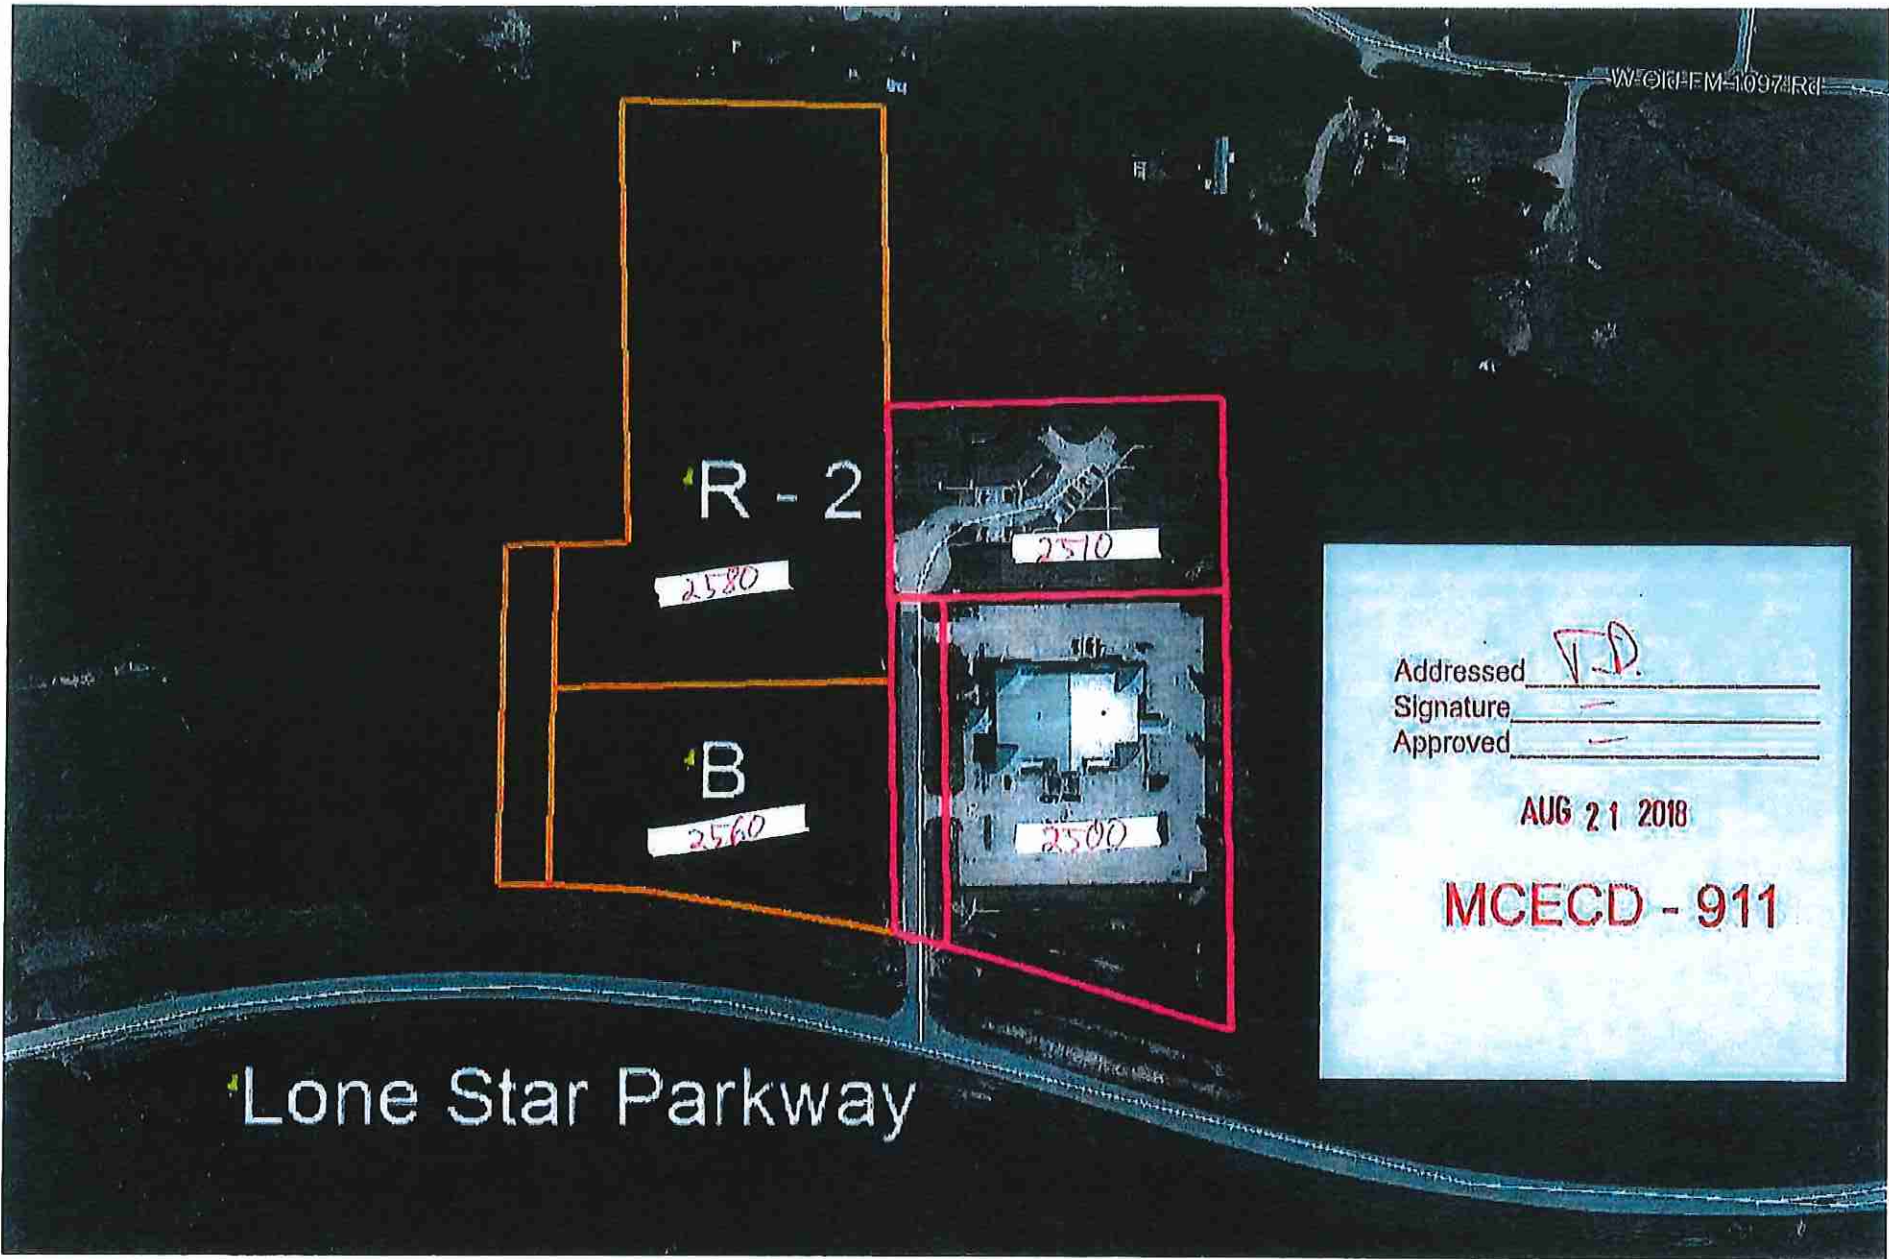 W Old FM 1097 Rd
R - 2
2580
2510
B
2560
2500
Lone Star Parkway
Addressed T.D.
Signature
Approved
AUG 21 2018
MCECD - 911